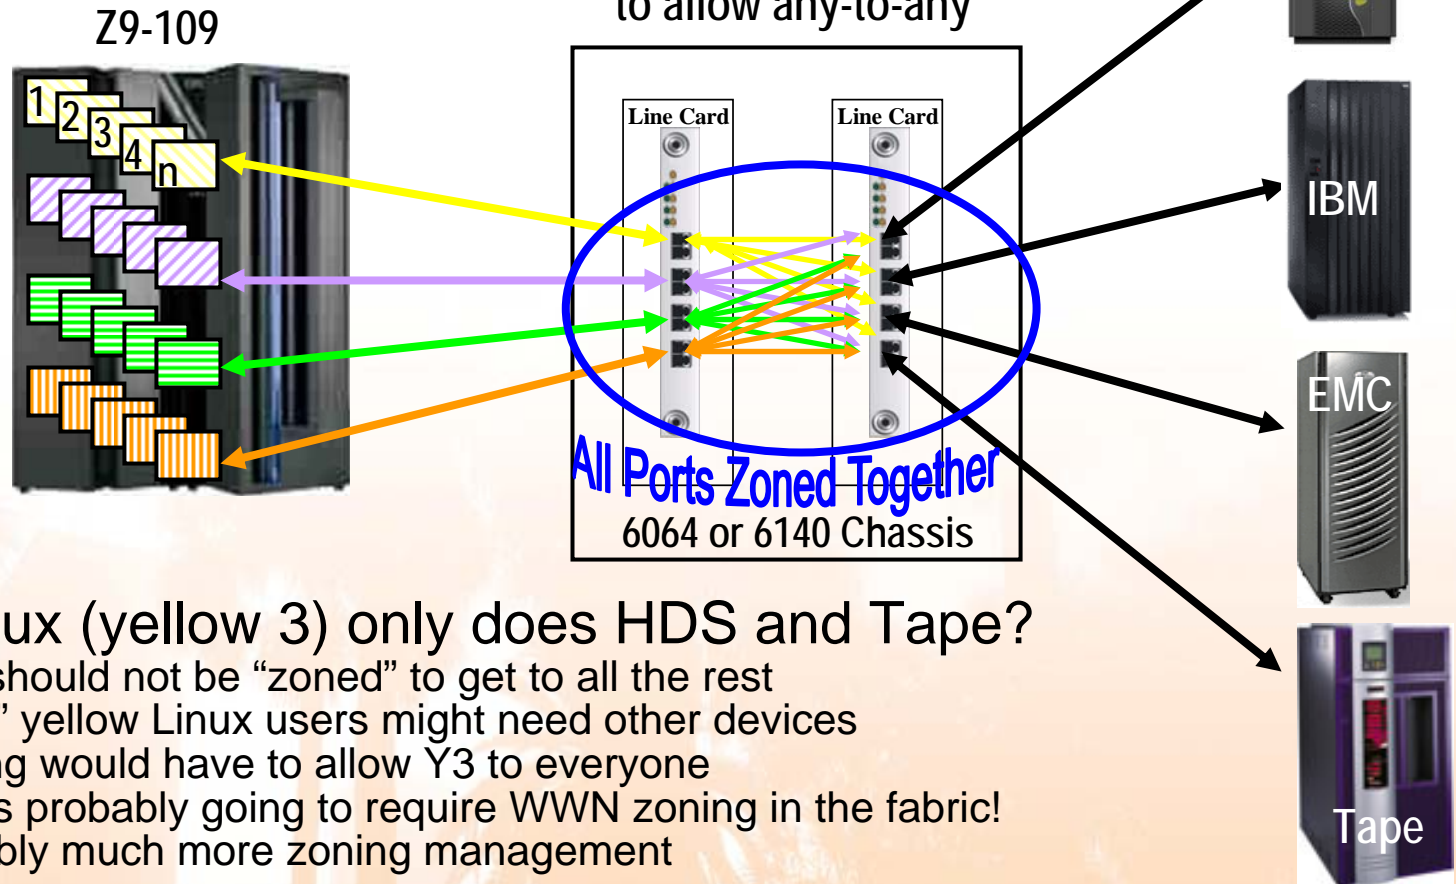 to allow any-to-any
Z9-109
1
2
3
4
n
Line Card
Line Card
IBM
EMC
All Ports Zoned Together
6064 or 6140 Chassis
ux (yellow 3) only does HDS and Tape?
should not be “zoned” to get to all the rest
” yellow Linux users might need other devices
ng would have to allow Y3 to everyone
s probably going to require WWN zoning in the fabric!
bly much more zoning management
Tape